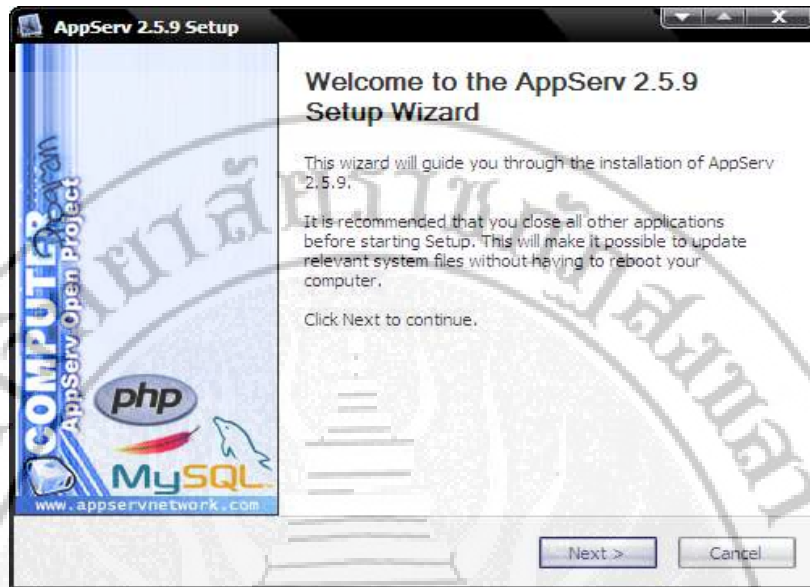 AppServ 2.5.9 Setup
Welcome to the AppServ 2.5.9
Setup Wizard
This wizard will guide you through the installation of AppServ
2.5.9.
It is recommended that you close all other applications
before starting Setup. This will make it possible to update
relevant system files without having to reboot your
computer.
Click Next to continue.
COMPUTER
AppServ Open Project
php
MySQL
www.appservnetwork.com
Next >
Cancel